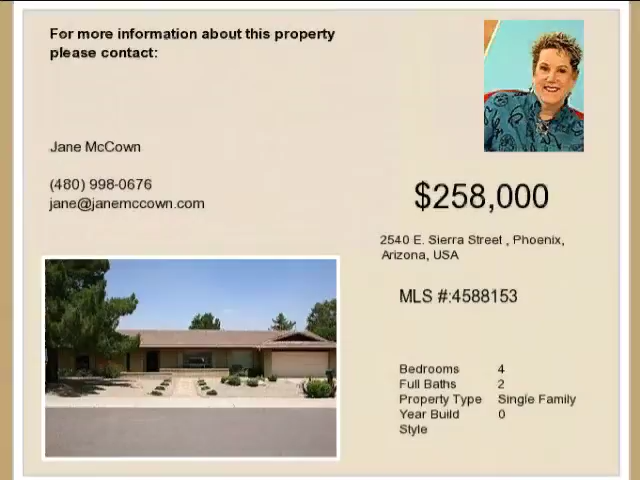 For more information about this property
please contact:
Jane McCown
(480) 998-0676
jane@janemccown.com
$258,000
2540 E. Sierra Street , Phoenix,
Arizona, USA
MLS #:4588153
Bedrooms 4
Full Baths 2
Property Type Single Family
Year Build 0
Style